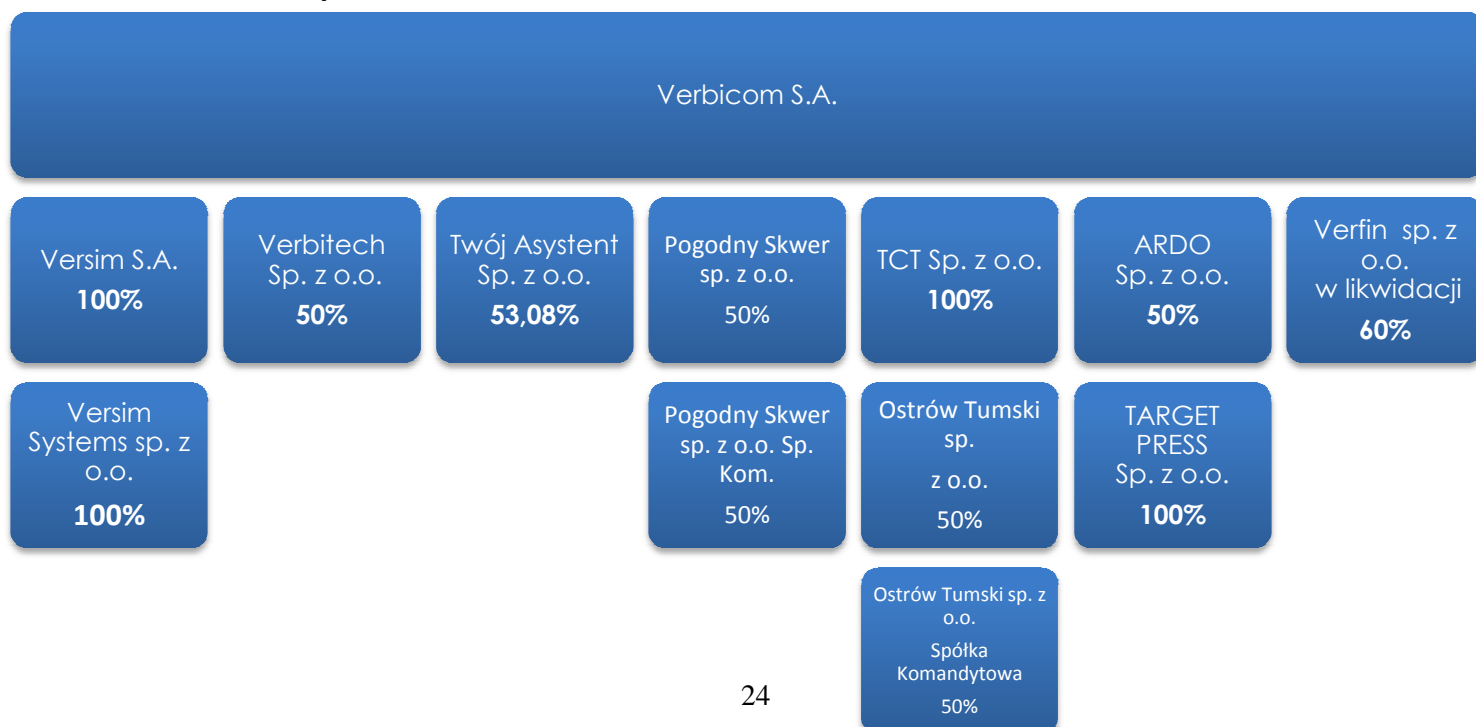 Verbicom S.A.
Versim S.A.
100%
Verbitech
Sp. z o.o.
50%
Twój Asystent
Sp. z o.o.
53,08%
Pogodny Skwer
sp. z o.o.
50%
TCT Sp. z o.o.
100%
ARDO
Sp. z o.o.
50%
Verfin sp. z
o.o.
w likwidacji
60%
Versim
Systems sp. z
o.o.
100%
Pogodny Skwer
sp. z o.o. Sp.
Kom.
50%
Ostrów Tumski
sp.
z o.o.
50%
TARGET
PRESS
Sp. z o.o.
100%
Ostrów Tumski sp. z
o.o.
Spółka
Komandytowa
50%
24